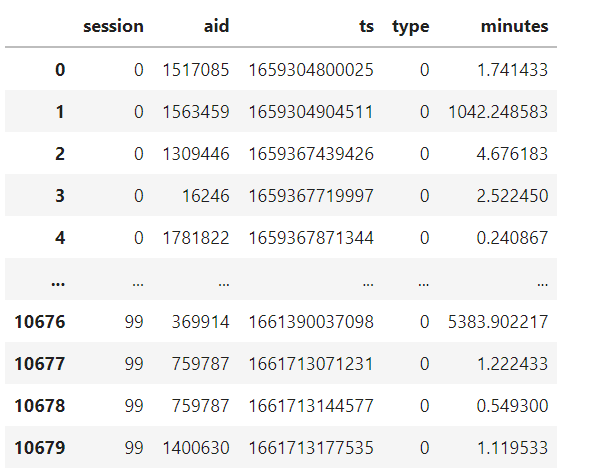 session aid ts type minutes
0 0 1517085 1659304800025 0 1.741433
1 0 1563459 1659304904511 0 1042.248583
2 0 1309446 1659367439426 0 4.676183
3 0 16246 1659367719997 0 2.522450
4 0 1781822 1659367871344 0 0.240867
... ... ... ... ... ...
10676 99 369914 1661390037098 0 5383.902217
10677 99 759787 1661713071231 0 1.222433
10678 99 759787 1661713144577 0 0.549300
10679 99 1400630 1661713177535 0 1.119533